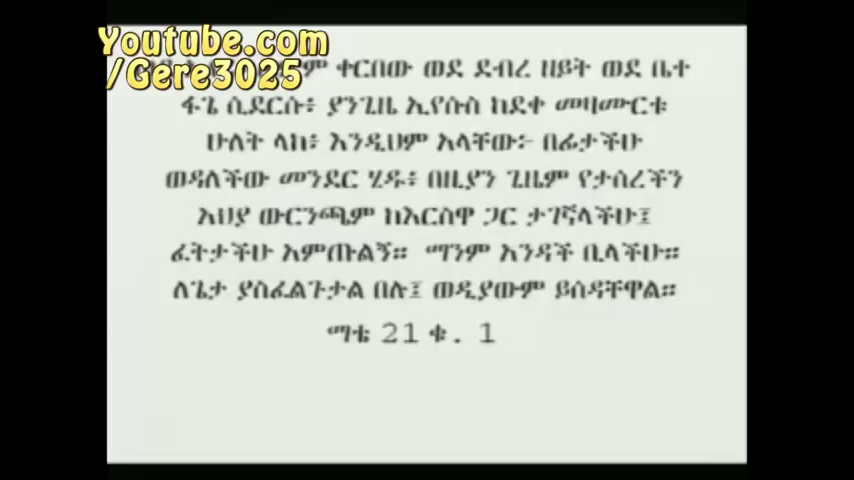 Youtube.com
/Gere3025
ቀርበው ወደ ደብረ ዘይት ወደ ቤተ
ፋጌ ሲደርሱ፥ ያንጊዜ ኢየሱስ ከደቀ መዛሙርቱ
ሁለት ላከ፥ እንዲህም አላቸው፦ በፊታችሁ
ወዳለችው መንደር ሂዱ፥ በዚያን ጊዜም የታሰረችን
አህያ ውርንጫም ከእርስዋ ጋር ታገኛላችሁ፤
ፈትታችሁ አምጡልኝ። ማንም አንዳች ቢላችሁ።
ለጌታ ያስፈልጉታል በሉ፤ ወዲያውም ይሰዳቸዋል።
ማቴ 21 ቁ. 1